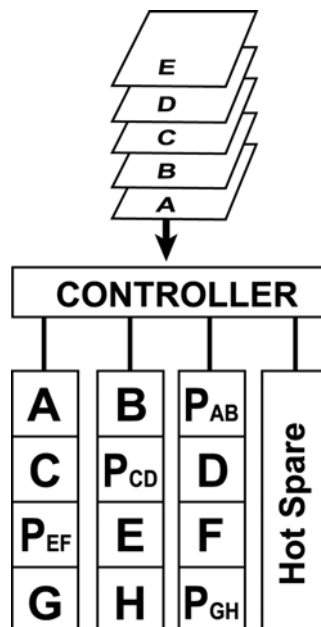 E
D
C
B
A
CONTROLLER
A B PAB
C PCD D
PEF E F
G H PGH
Hot Spare